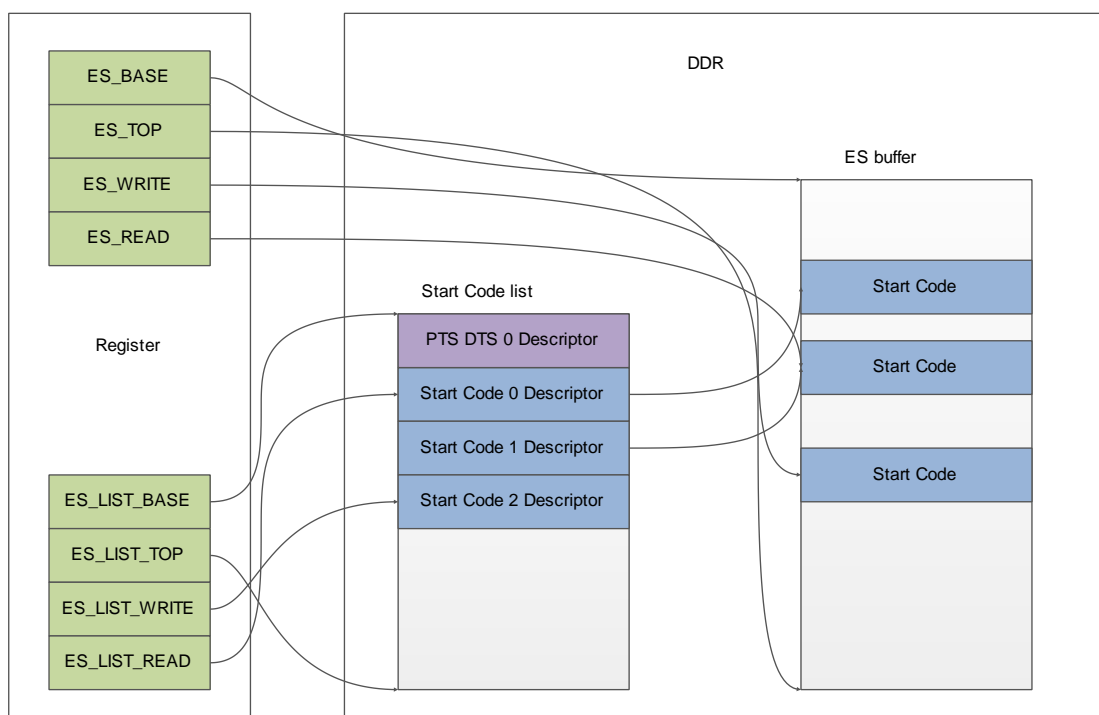 ES_BASE
ES_TOP
ES_WRITE
ES_READ
Register
ES_LIST_BASE
ES_LIST_TOP
ES_LIST_WRITE
ES_LIST_READ
DDR
Start Code list
PTS DTS 0 Descriptor
Start Code 0 Descriptor
Start Code 1 Descriptor
Start Code 2 Descriptor
ES buffer
Start Code
Start Code
Start Code